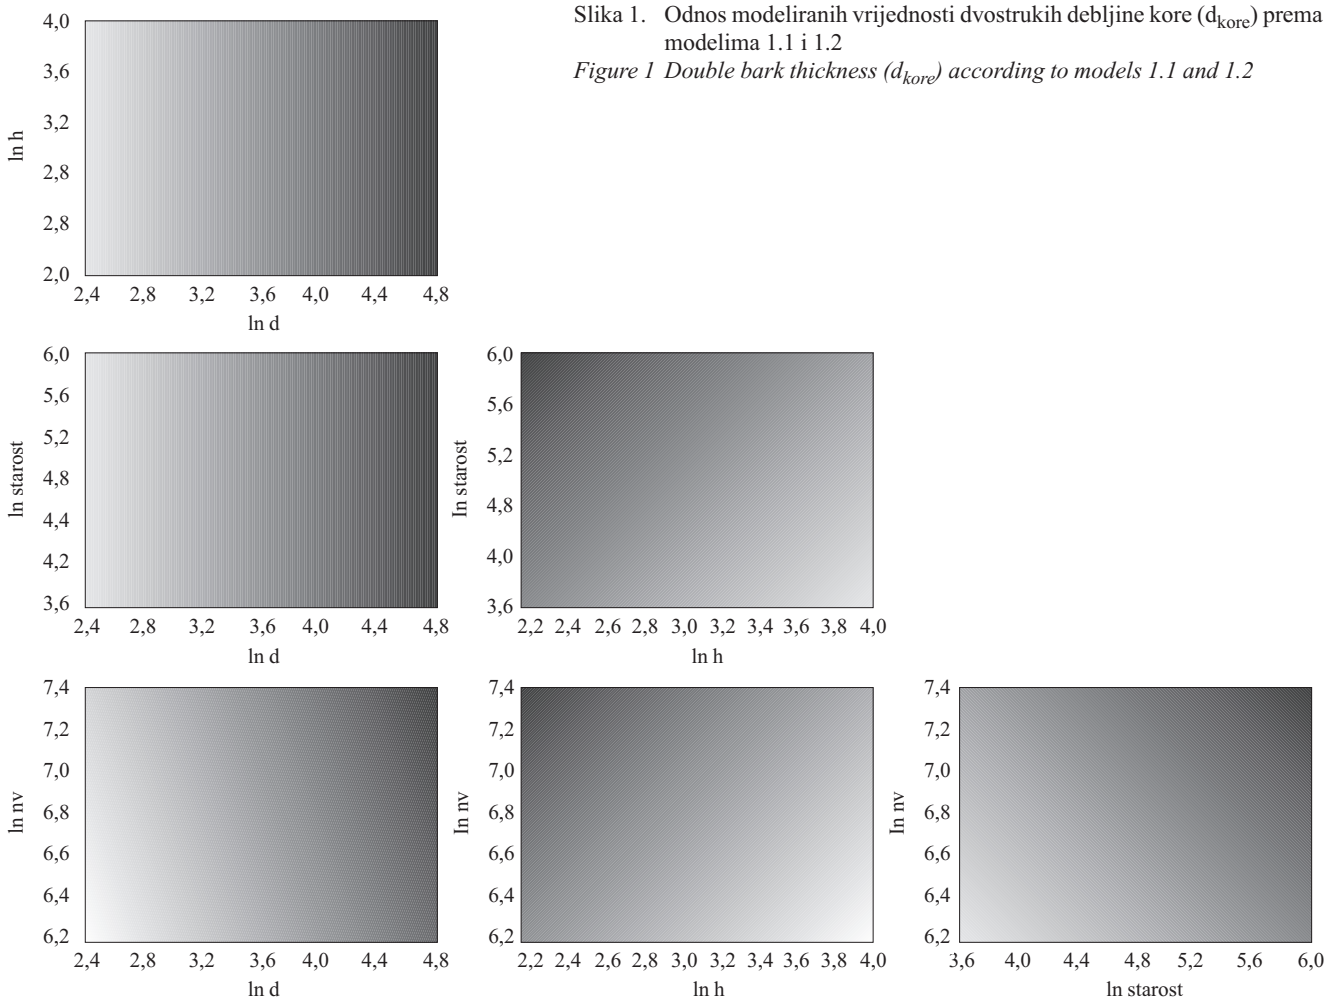 Slika 1. Odnos modeliranih vrijednosti dvostrukih debljine kore (dkore) prema
modelima 1.1 i 1.2
Figure 1 Double bark thickness (dkore) according to models 1.1 and 1.2
ln h
4,0
3,6
3,2
2,8
2,8
2,0
2,4 2,8 3,2 3,6 4,0 4,4 4,8
ln d
ln starost
6,0
5,6
5,2
4,8
4,4
4,2
3,6
2,4 2,8 3,2 3,6 4,0 4,4 4,8
ln d
In starost
6,0
5,6
5,2
4,8
4,0
3,6
2,2 2,4 2,6 2,8 3,0 3,2 3,4 3,6 3,8 4,0
ln h
ln nv
7,4
7,2
7,0
6,8
6,6
6,4
6,2
2,4 2,8 3,2 3,6 4,0 4,4 4,8
ln d
In nv
7,4
7,2
7,0
6,8
6,6
6,4
6,2
2,2 2,4 2,6 2,8 3,0 3,2 3,4 3,6 3,8 4,0
ln h
In nv
7,4
7,2
7,0
6,8
6,6
6,4
6,2
3,6 4,0 4,4 4,8 5,2 5,6 6,0
ln starost